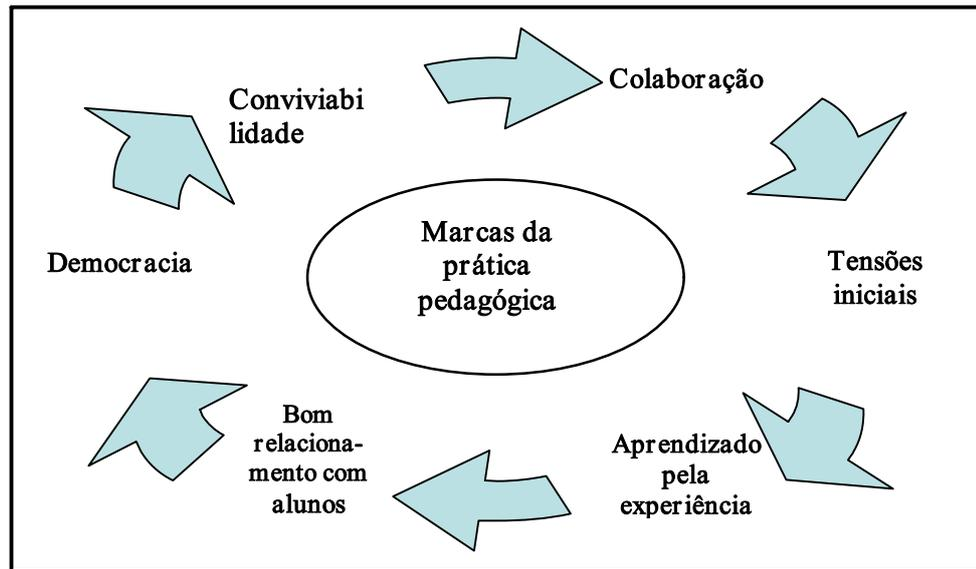 Conviviabi
lidade
Colaboração
Marcas da
prática
pedagógica
Democracia
Tensões
iniciais
Bom
relaciona-
mento com
alunos
Aprendizado
pela
experiência